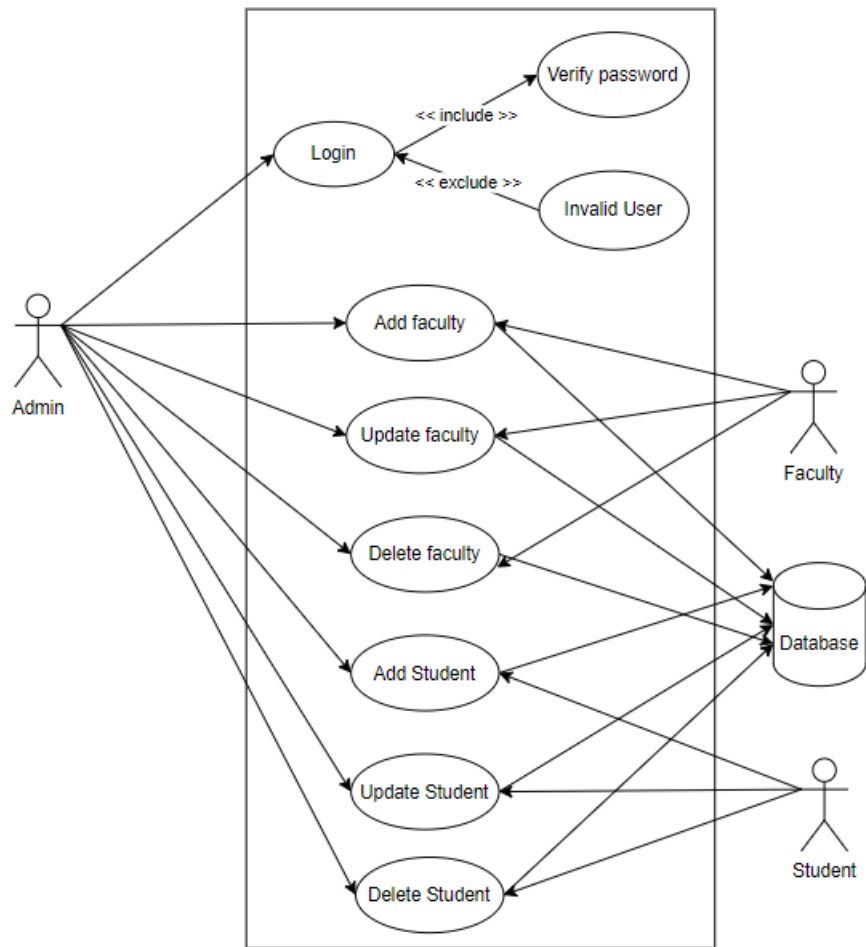 Verify password
<< include >>
Login
<< exclude >>
Invalid User
Add faculty
Admin
Update faculty
Faculty
Delete faculty
Database
Add Student
Update Student
Student
Delete Student